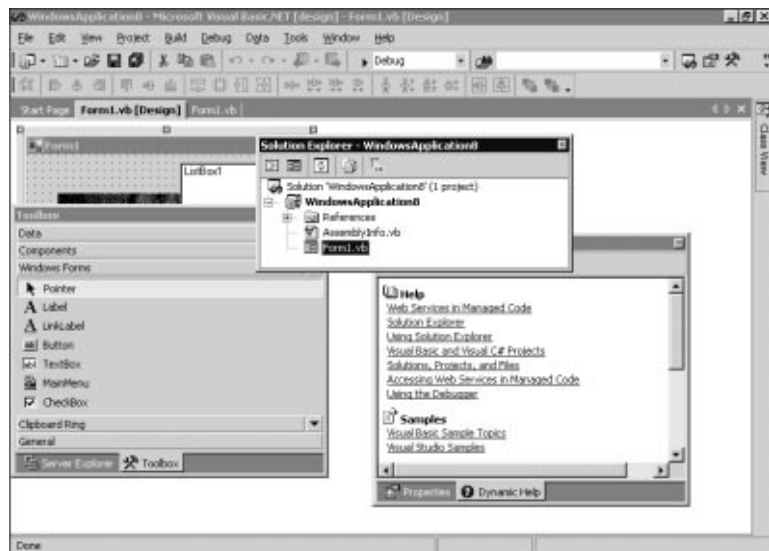 WindowsApplication8 - Microsoft Visual Basic.NET [design] - Form1.vb [Design]
File Edit View Project Build Debug Data Tools Window Help
Debug
Start Page Form1.vb [Design] Form1.vb
Form1
ListBox1
Class View
Solution Explorer - WindowsApplication8
Solution 'WindowsApplication8' (1 project)
WindowsApplication8
References
AssemblyInfo.vb
Form1.vb
Toolbox
Data
Components
Windows Forms
Pointer
A Label
A LinkLabel
ab Button
abl TextBox
MainMenu
CheckBox
Clipboard Ring
General
Server Explorer Toolbox
Help
Web Services in Managed Code
Solution Explorer
Using Solution Explorer
Visual Basic and Visual C# Projects
Solutions, Projects, and Files
Accessing Web Services in Managed Code
Using the Debugger
Samples
Visual Basic Sample Topics
Visual Studio Samples
Properties Dynamic Help
Done